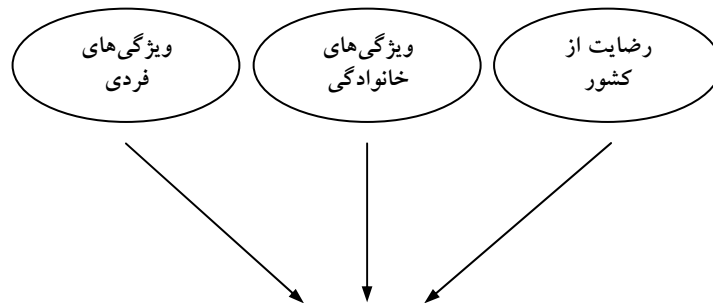 رضایت از
کشور
ویژگی‌های
خانوادگی
ویژگی‌های
فردی